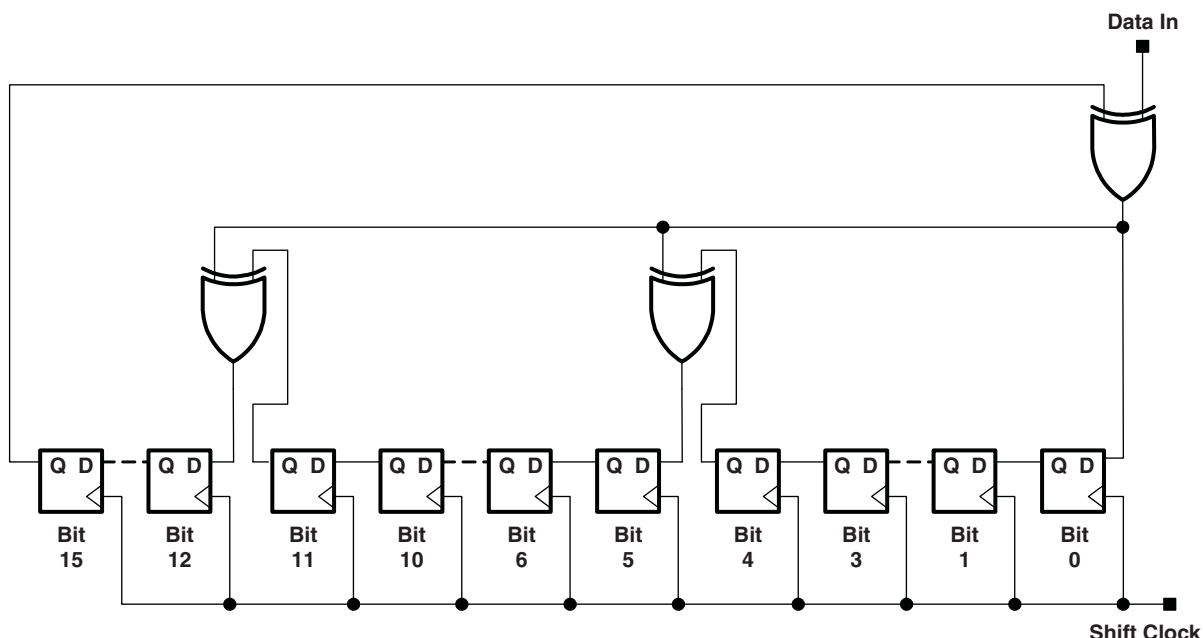 Data In
Q D Q D Q D Q D Q D Q D Q D Q D Q D Q D
Bit Bit Bit Bit Bit Bit Bit Bit Bit Bit
15 12 11 10 6 5 4 3 1 0
Shift Clock